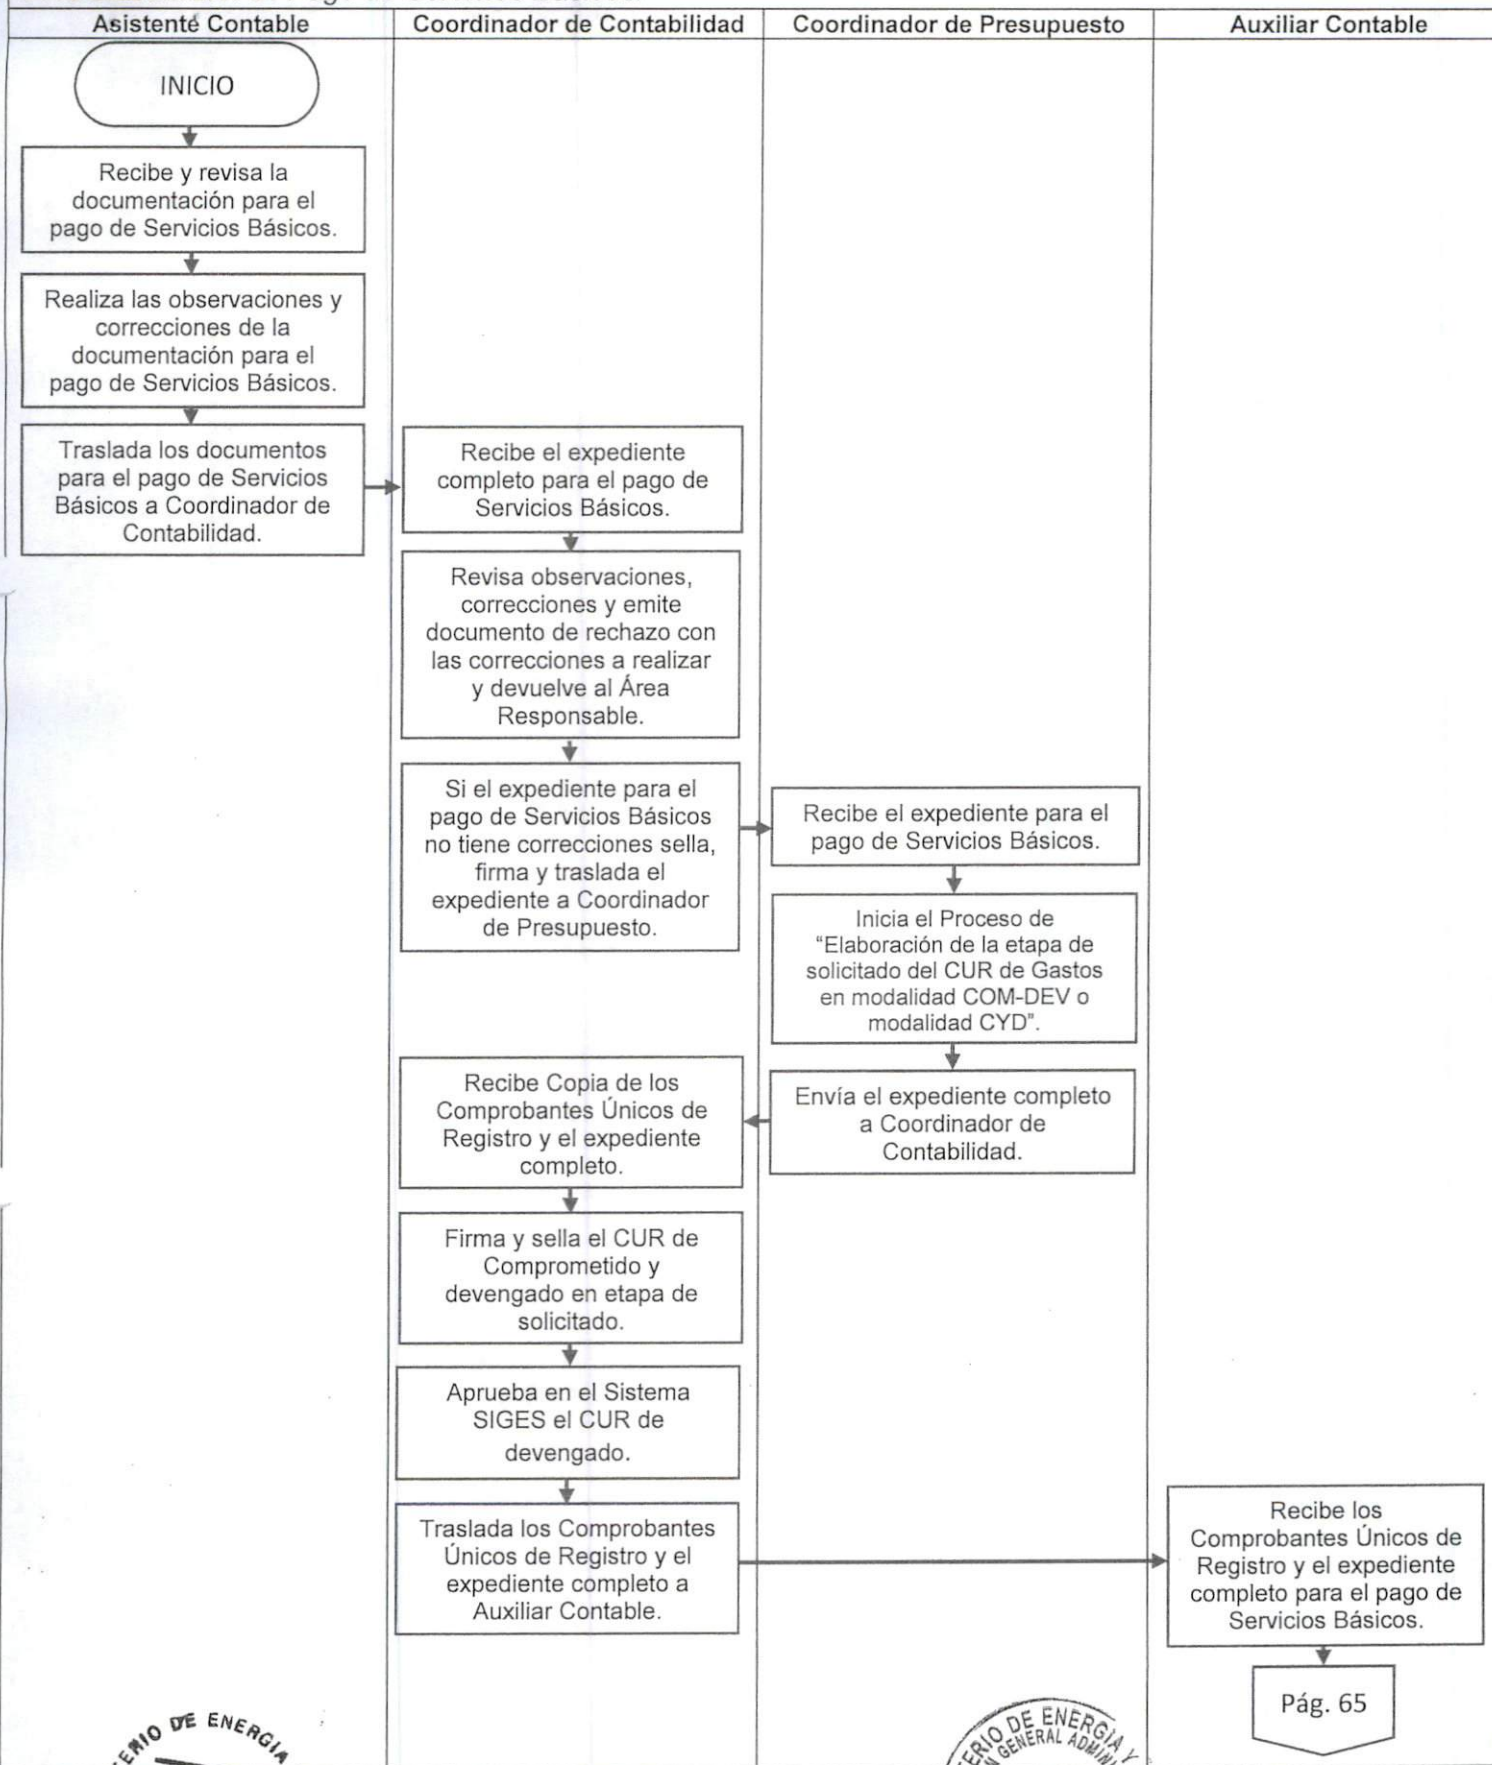 Asistente Contable
Coordinador de Contabilidad
Coordinador de Presupuesto
Auxiliar Contable
INICIO
Recibe y revisa la
documentación para el
pago de Servicios Básicos.
Realiza las observaciones y
correcciones de la
documentación para el
pago de Servicios Básicos.
Traslada los documentos
para el pago de Servicios
Básicos a Coordinador de
Contabilidad.
Recibe el expediente
completo para el pago de
Servicios Básicos.
Revisa observaciones,
correcciones y emite
documento de rechazo con
las correcciones a realizar
y devuelve al Área
Responsable.
Si el expediente para el
pago de Servicios Básicos
no tiene correcciones sella,
firma y traslada el
expediente a Coordinador
de Presupuesto.
Recibe el expediente para el
pago de Servicios Básicos.
Inicia el Proceso de
“Elaboración de la etapa de
solicitado del CUR de Gastos
en modalidad COM-DEV o
modalidad CYD”.
Envía el expediente completo
a Coordinador de
Contabilidad.
Recibe Copia de los
Comprobantes Únicos de
Registro y el expediente
completo.
Firma y sella el CUR de
Comprometido y
devengado en etapa de
solicitado.
Aprueba en el Sistema
SIGES el CUR de
devengado.
Traslada los Comprobantes
Únicos de Registro y el
expediente completo a
Auxiliar Contable.
Recibe los
Comprobantes Únicos de
Registro y el expediente
completo para el pago de
Servicios Básicos.
Pág. 65
DE ENERGÍA
DE ENERGÍA Y
GENERAL